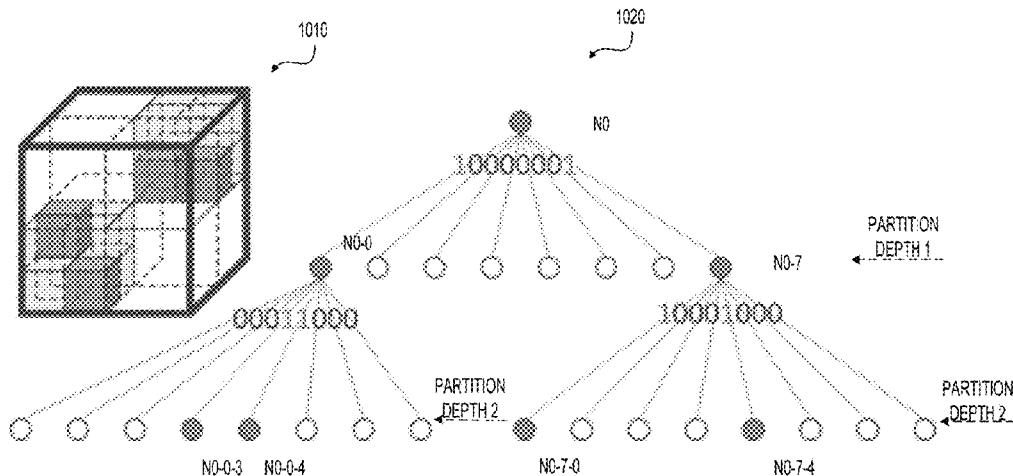 1010
1020
N0
10000001
N0-0
N0-7
PARTITION
DEPTH 1
00011000
10001000
PARTITION
DEPTH 2
PARTITION
DEPTH 2
N0-0-3 N0-0-4
N0-7-0
N0-7-4